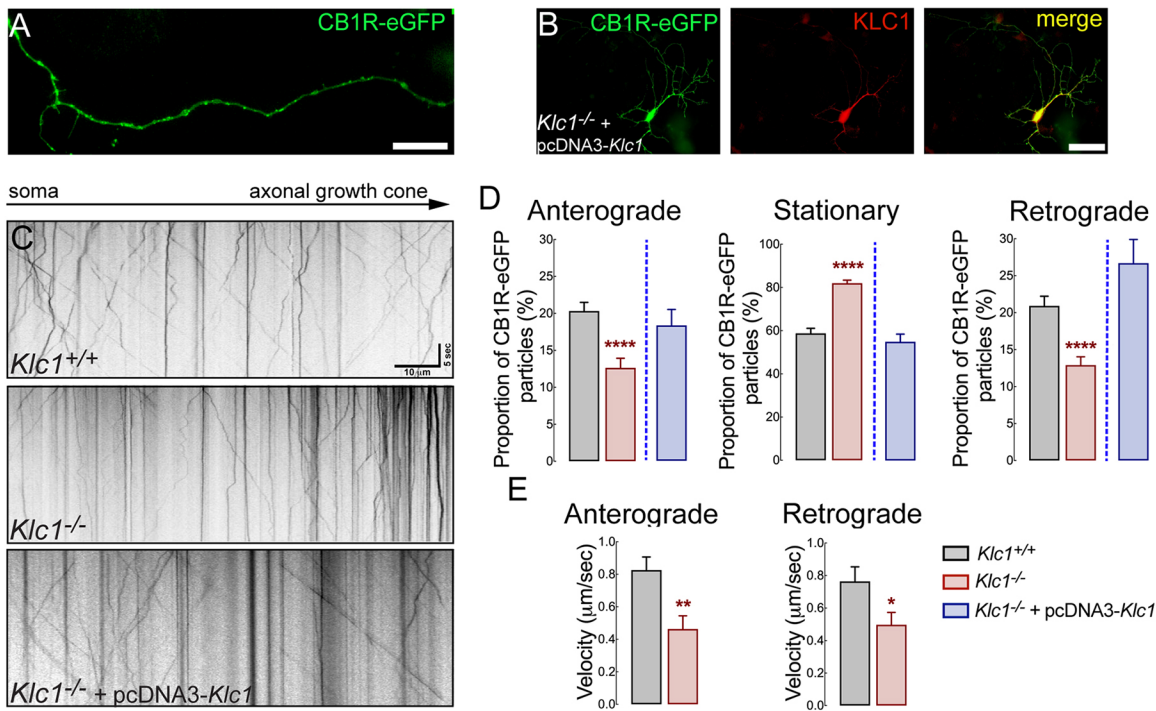 A
CB1R-eGFP
B
CB1R-eGFP
KLC1
merge
Klc1-/- +
pcDNA3-Klc1
soma
axonal growth cone
C
Klc1+/+
5 sec
10 µm
Klc1-/-
Klc1-/- + pcDNA3-Klc1
D
Anterograde
Proportion of CB1R-eGFP
particles (%)
30
25
20
15
10
5
0
****
Stationary
Proportion of CB1R-eGFP
particles (%)
100
80
60
40
20
0
****
Retrograde
Proportion of CB1R-eGFP
particles (%)
30
25
20
15
10
5
0
****
E
Anterograde
Velocity (µm/sec)
1.0
0.8
0.6
0.4
0.2
0.0
**
Retrograde
Velocity (µm/sec)
1.0
0.8
0.6
0.4
0.2
0.0
*
Klc1+/+
Klc1-/-
Klc1-/- + pcDNA3-Klc1